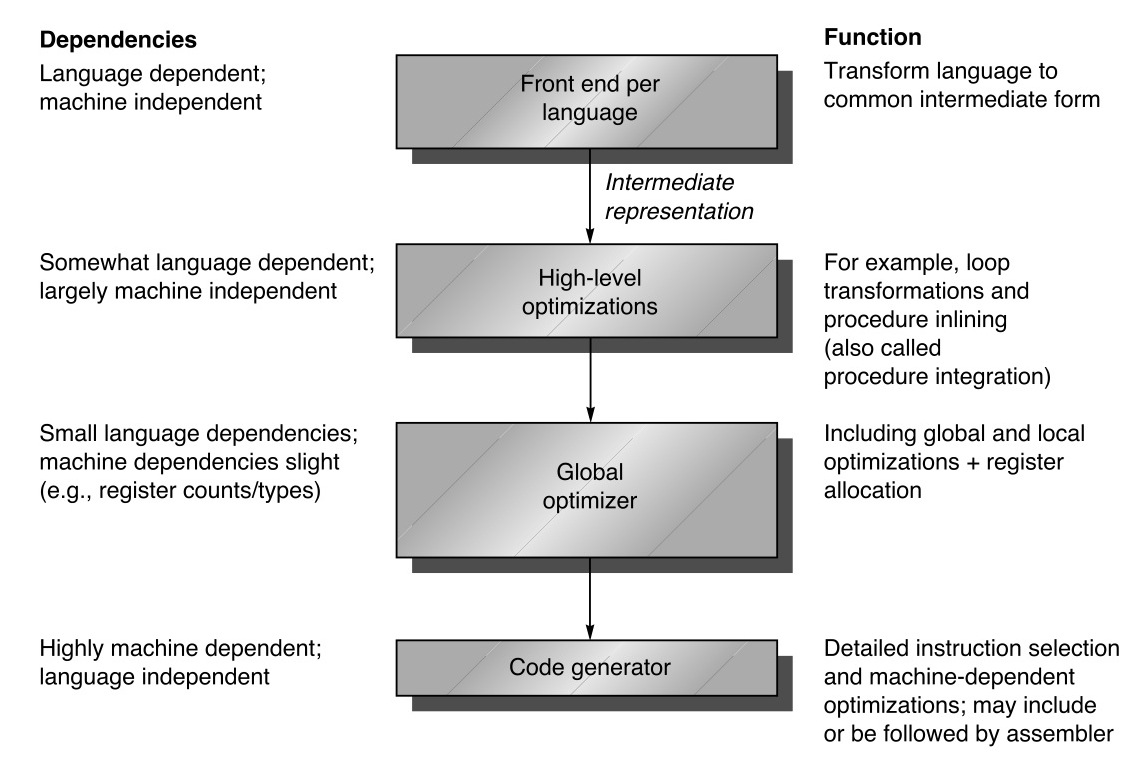 Dependencies
Language dependent;
machine independent
Front end per
language
Function
Transform language to
common intermediate form
Intermediate
representation
Somewhat language dependent;
largely machine independent
High-level
optimizations
For example, loop
transformations and
procedure inlining
(also called
procedure integration)
Small language dependencies;
machine dependencies slight
(e.g., register counts/types)
Global
optimizer
Including global and local
optimizations + register
allocation
Highly machine dependent;
language independent
Code generator
Detailed instruction selection
and machine-dependent
optimizations; may include
or be followed by assembler